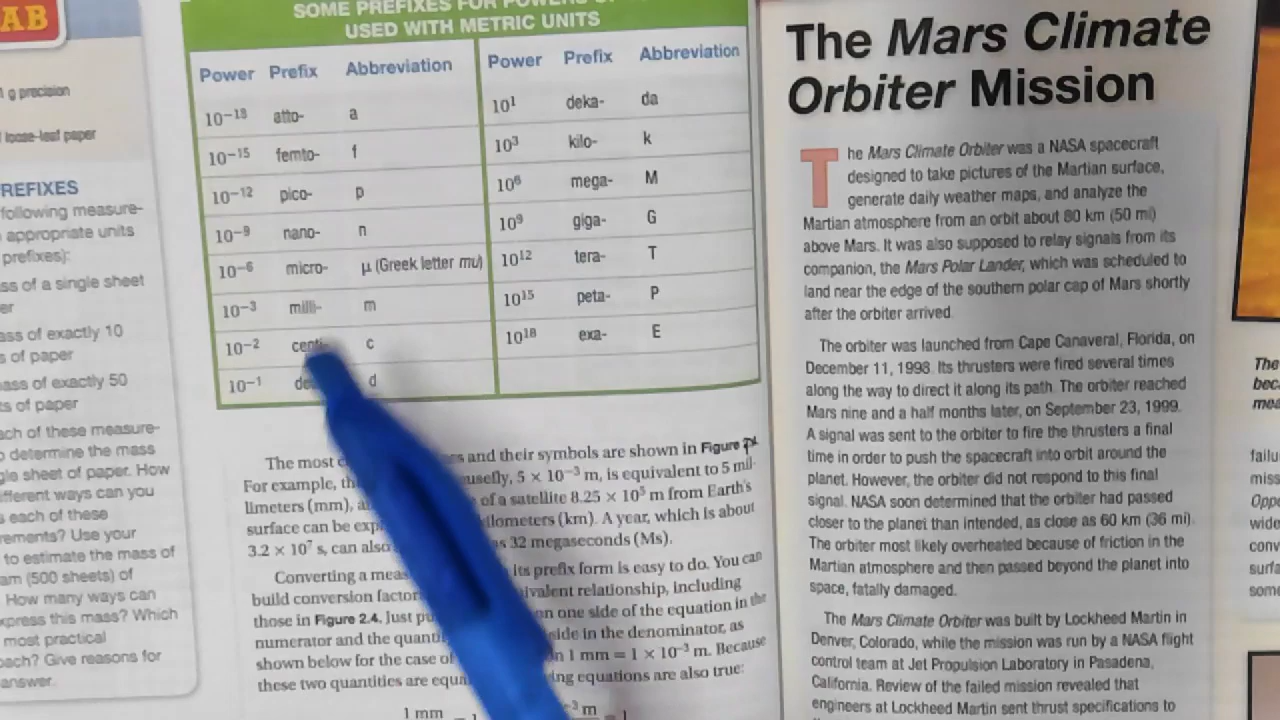 AB
1 g precision
loose-leaf paper
REFIXES
following measure-
appropriate units
prefixes):
ss of a single sheet
er
ass of exactly 10
s of paper
ass of exactly 50
ts of paper
ach of these measure-
determine the mass
gle sheet of paper. How
ifferent ways can you
s each of these
rements? Use your
to estimate the mass of
am (500 sheets) of
How many ways can
xpress this mass? Which
most practical
oach? Give reasons for
answer.
SOME PREFIXES FOR POWERS
USED WITH METRIC UNITS
Power Prefix Abbreviation Power Prefix Abbreviation
10⁻¹⁸ atto- a 10¹ deka- da
10⁻¹⁵ femto- f 10³ kilo- k
10⁻¹² pico- p 10⁶ mega- M
10⁻⁹ nano- n 10⁹ giga- G
10⁻⁶ micro- μ (Greek letter mu) 10¹² tera- T
10⁻³ milli- m 10¹⁵ peta- P
10⁻² centi- c 10¹⁸ exa- E
10⁻¹ d
The most and their symbols are shown in Figure
For example, 5 × 10⁻³ m, is equivalent to 5 mil-
limeters (mm), of a satellite 8.25 × 10⁵ m from Earth's
surface can be kilometers (km). A year, which is about
3.2 × 10⁷ s, can also as 32 megaseconds (Ms).
Converting a its prefix form is easy to do. You can
build conversion equivalent relationship, including
those in Figure 2.4. Just on one side of the equation in the
numerator and the side in the denominator, as
shown below for the case of 1 mm = 1 × 10⁻³ m. Because
these two quantities are equations are also true:
1 mm m
The Mars Climate
Orbiter Mission
The Mars Climate Orbiter was a NASA spacecraft
designed to take pictures of the Martian surface,
generate daily weather maps, and analyze the
Martian atmosphere from an orbit about 80 km (50 mi)
above Mars. It was also supposed to relay signals from its
companion, the Mars Polar Lander, which was scheduled to
land near the edge of the southern polar cap of Mars shortly
after the orbiter arrived.
The orbiter was launched from Cape Canaveral, Florida, on
December 11, 1998. Its thrusters were fired several times
along the way to direct it along its path. The orbiter reached
Mars nine and a half months later, on September 23, 1999.
A signal was sent to the orbiter to fire the thrusters a final
time in order to push the spacecraft into orbit around the
planet. However, the orbiter did not respond to this final
signal. NASA soon determined that the orbiter had passed
closer to the planet than intended, as close as 60 km (36 mi).
The orbiter most likely overheated because of friction in the
Martian atmosphere and then passed beyond the planet into
space, fatally damaged.
The Mars Climate Orbiter was built by Lockheed Martin in
Denver, Colorado, while the mission was run by a NASA flight
control team at Jet Propulsion Laboratory in Pasadena,
California. Review of the failed mission revealed that
engineers at Lockheed Martin sent thrust specifications to
The
beca
mea
failu
miss
Oppo
wide
conv
surfa
some